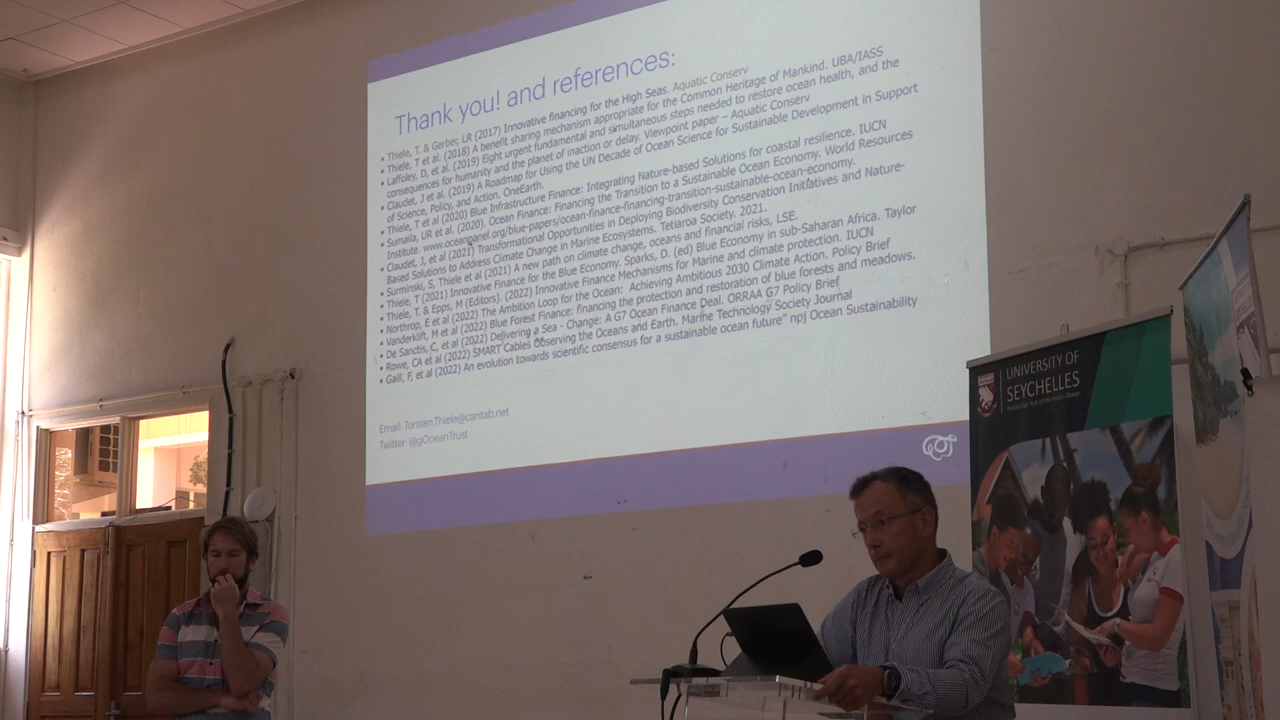 Thank you! and references:
• Thiele, T. & Gerber, LR (2017) Innovative financing for the High Seas. Aquatic Conserv
• Thiele, T et al. (2018) A benefit sharing mechanism appropriate for the Common Heritage of Mankind. UBA/IASS
• Laffoley, D, et al. (2019) Eight urgent fundamental and simultaneous steps needed to restore ocean health, and the
consequences for humanity and the planet of inaction or delay. Viewpoint paper – Aquatic Conserv
• Claudet, J et al. (2019) A Roadmap for Using the UN Decade of Ocean Science for Sustainable Development in Support
of Science, Policy, and Action. OneEarth.
• Thiele, T et al (2020) Blue Infrastructure Finance: Integrating Nature-based Solutions for coastal resilience. IUCN
• Sumaila, UR et al. (2020). Ocean Finance: Financing the Transition to a Sustainable Ocean Economy. World Resources
Institute. www.oceanpanel.org/blue-papers/ocean-finance-financing-transition-sustainable-ocean-economy.
• Claudet, J, et al (2021) Transformational Opportunities in Deploying Biodiversity Conservation Initiatives and Nature-
Based Solutions to Address Climate Change in Marine Ecosystems. Tetiaroa Society. 2021.
• Surminski, S, Thiele et al (2021) A new path on climate change, oceans and financial risks, LSE.
• Thiele, T (2021) Innovative Finance for the Blue Economy. Sparks, D. (ed) Blue Economy in sub-Saharan Africa. Taylor
• Thiele, T. & Epps, M (Editors). (2022) Innovative Finance Mechanisms for Marine and climate protection. IUCN
• Northrop, E et al (2022) The Ambition Loop for the Ocean: Achieving Ambitious 2030 Climate Action. Policy Brief
• Vanderklift, M et al (2022) Blue Forest Finance: financing the protection and restoration of blue forests and meadows.
• De Sanctis, C, et al (2022) Delivering a Sea - Change: A G7 Ocean Finance Deal. ORRAA G7 Policy Brief
• Rowe, CA et al (2022) SMART Cables Observing the Oceans and Earth. Marine Technology Society Journal
• Gaill, F, et al (2022) An evolution towards scientific consensus for a sustainable ocean future” npj Ocean Sustainability
Email: Torsten.Thiele@cantab.net
Twitter: @gOceanTrust
UNIVERSITY OF
SEYCHELLES